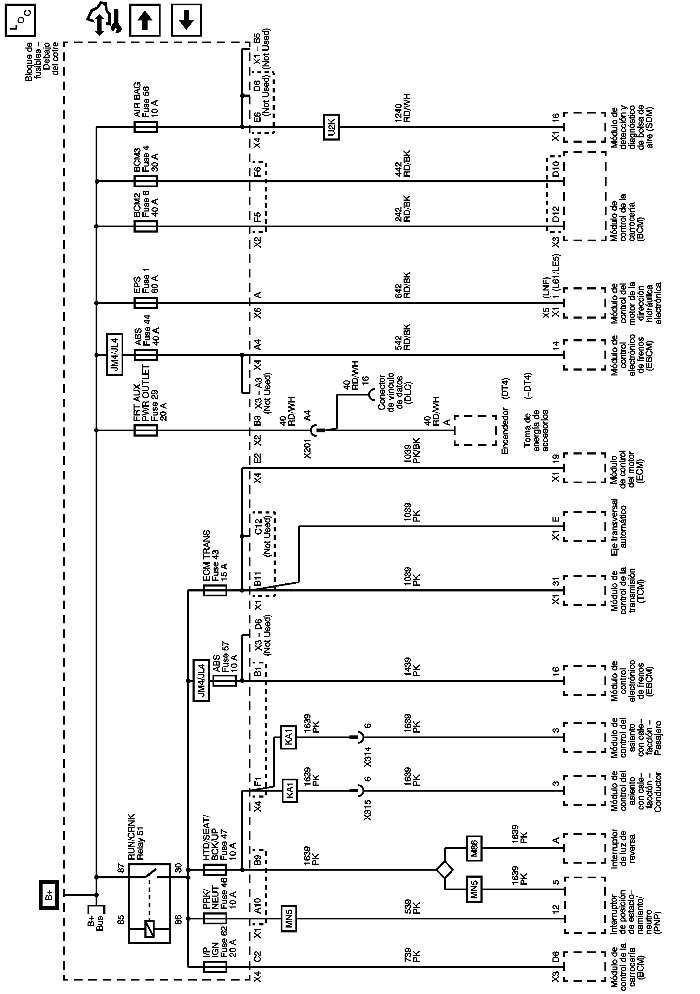 LOC
Bloque de
fusibles –
Debajo
del cofre
AIR BAG
Fuse 56
10 A
BCM3
Fuse 4
30 A
BCM2
Fuse 6
40 A
EPS
Fuse 1
60 A
JM4/JL4
ABS
Fuse 44
40 A
FRT AUX
PWR OUTLET
Fuse 29
20 A
ECM TRANS
Fuse 43
15 A
JM4/JL4
ABS
Fuse 57
10 A
RUN/CRNK
Relay 51
87
30
85
86
HTD/SEAT/
BCK/UP
Fuse 47
10 A
PRK/
NEUT
Fuse 46
10 A
I/P
IGN
Fuse 62
20 A
B+
B+
Bus
X1 – B5
(Not Used)
D6
(Not Used)
E6
X4
F6
F5
X2
A
X6
A4
X4
X3 – A3
(Not Used)
B3
X2
E2
X4
C12
(Not Used)
B11
X1
X3 – D6
(Not Used)
B1
F1
X4
B9
A10
X1
C2
X4
U2K
1240
RD/WH
442
RD/BK
242
RD/BK
642
RD/BK
542
RD/BK
40
RD/WH
A4
X201
40
RD/WH
16
Conector
de vínculo
de datos
(DLC)
40
RD/WH
A
Encendedor (DT4)
Toma de (–DT4)
energía de
accesorios
1039
PK/BK
1039
PK
1039
PK
1439
PK
KA1
1639
PK
6
X314
1639
PK
KA1
1639
PK
6
X315
1639
PK
1639
PK
MB6
1639
PK
MN5
1639
PK
MN5
539
PK
739
PK
16
X1
Módulo de
detección y
diagnóstico
de bolsa de
aire (SDM)
D10
D12
X3
Módulo de
control de la
carrocería
(BCM)
X5 1 (LNF)
X1 1 (L61/LE5)
Módulo de
control del
motor de la
dirección
hidráulica
electrónica
14
Módulo de
control
electrónico
de frenos
(EBCM)
19
X1
Módulo
de control
del motor
(ECM)
E
X1
Eje transversal
automático
31
X1
Módulo de
control de la
transmisión
(TCM)
16
Módulo de
control
electrónico
de frenos
(EBCM)
3
Módulo de
control del
asiento
con cale-
facción –
Pasajero
3
Módulo de
control del
asiento
con cale-
facción –
Conductor
A
Interruptor
de luz de
reversa
5
12
Interruptor
de posición
de estacio-
namiento/
neutro
(PNP)
D6
X3
Módulo de
control de la
carrocería
(BCM)